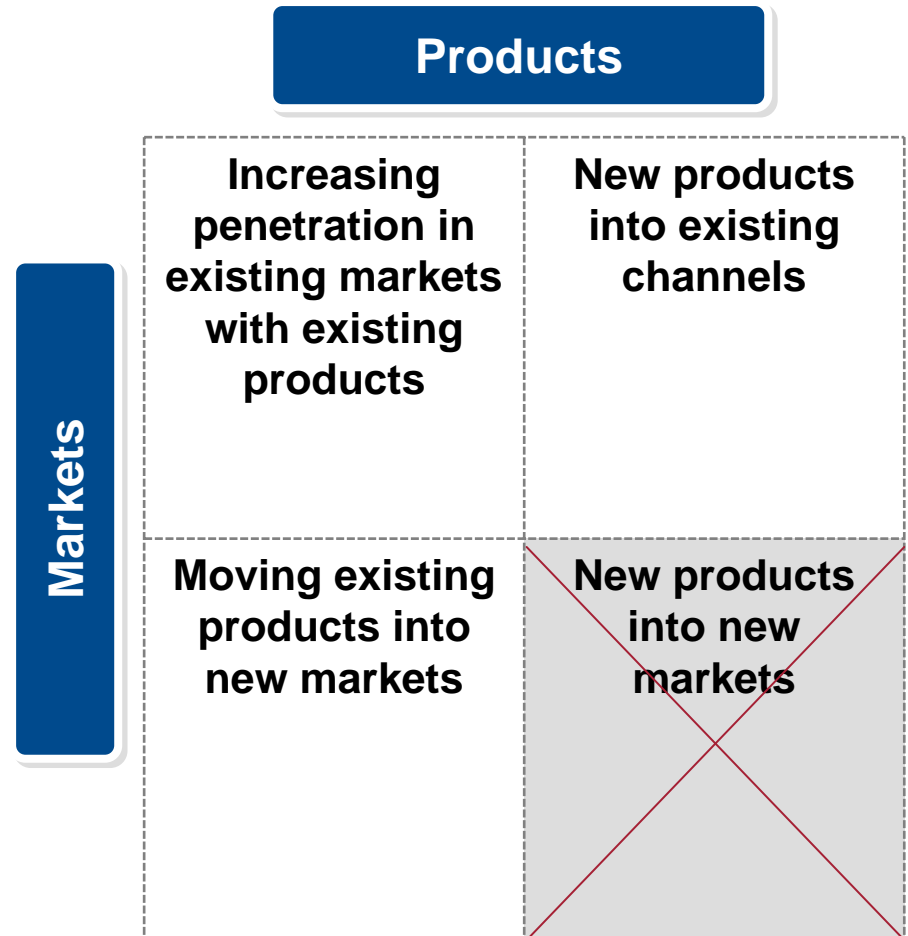 Products
Markets
Increasing
penetration in
existing markets
with existing
products
New products
into existing
channels
Moving existing
products into
new markets
New products
into new
markets